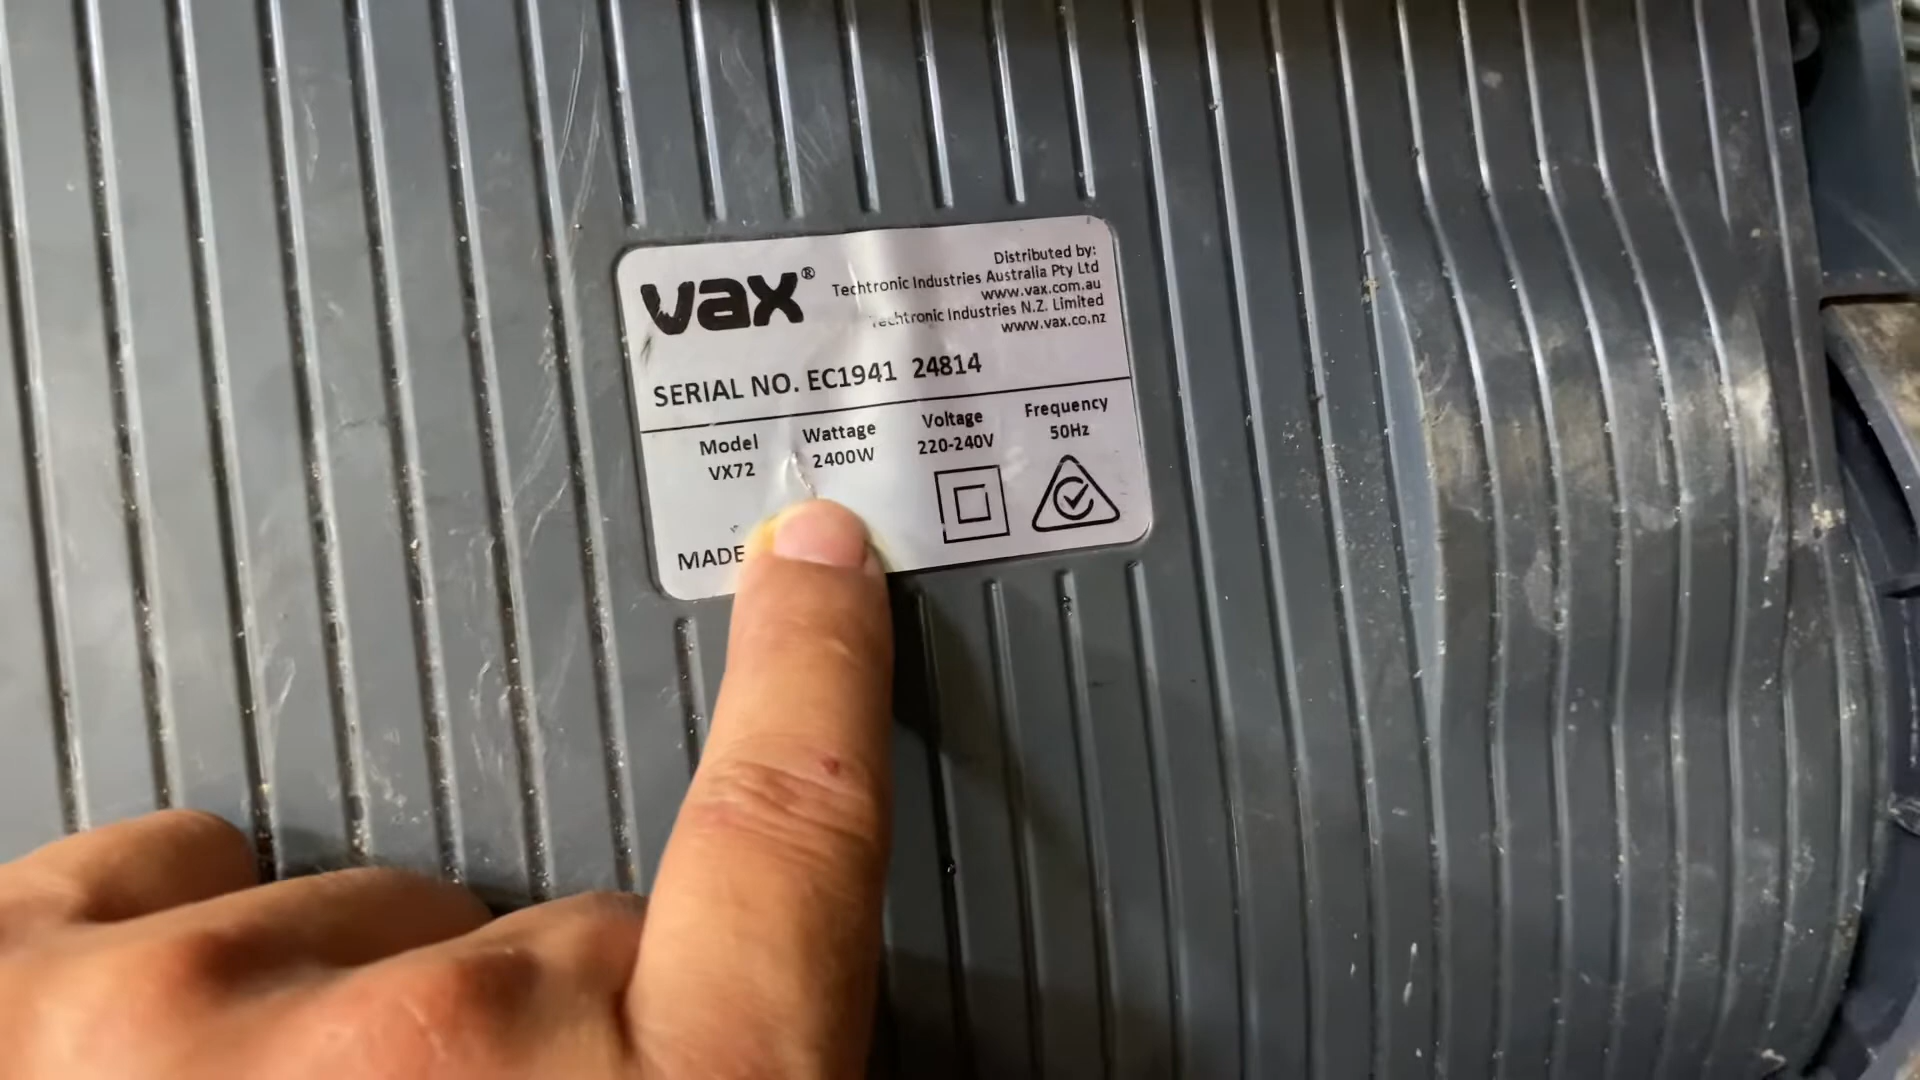 vax®
Distributed by:
Techtronic Industries Australia Pty Ltd
www.vax.com.au
Techtronic Industries N.Z. Limited
www.vax.co.nz
SERIAL NO. EC1941 24814
Model Wattage Voltage Frequency
VX72 2400W 220-240V 50Hz
MADE